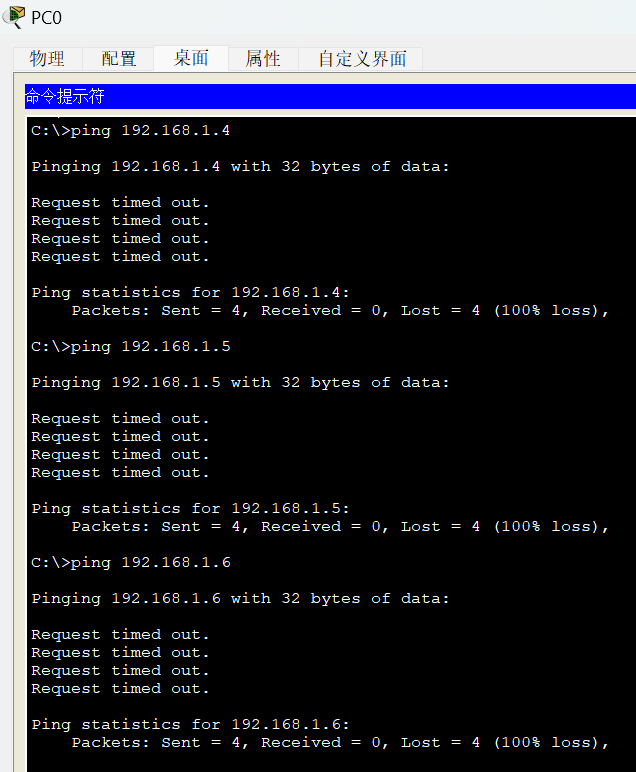 PC0
物理 配置 桌面 属性 自定义界面
命令提示符
C:\>ping 192.168.1.4
Pinging 192.168.1.4 with 32 bytes of data:
Request timed out.
Request timed out.
Request timed out.
Request timed out.
Ping statistics for 192.168.1.4:
Packets: Sent = 4, Received = 0, Lost = 4 (100% loss),
C:\>ping 192.168.1.5
Pinging 192.168.1.5 with 32 bytes of data:
Request timed out.
Request timed out.
Request timed out.
Request timed out.
Ping statistics for 192.168.1.5:
Packets: Sent = 4, Received = 0, Lost = 4 (100% loss),
C:\>ping 192.168.1.6
Pinging 192.168.1.6 with 32 bytes of data:
Request timed out.
Request timed out.
Request timed out.
Request timed out.
Ping statistics for 192.168.1.6:
Packets: Sent = 4, Received = 0, Lost = 4 (100% loss),